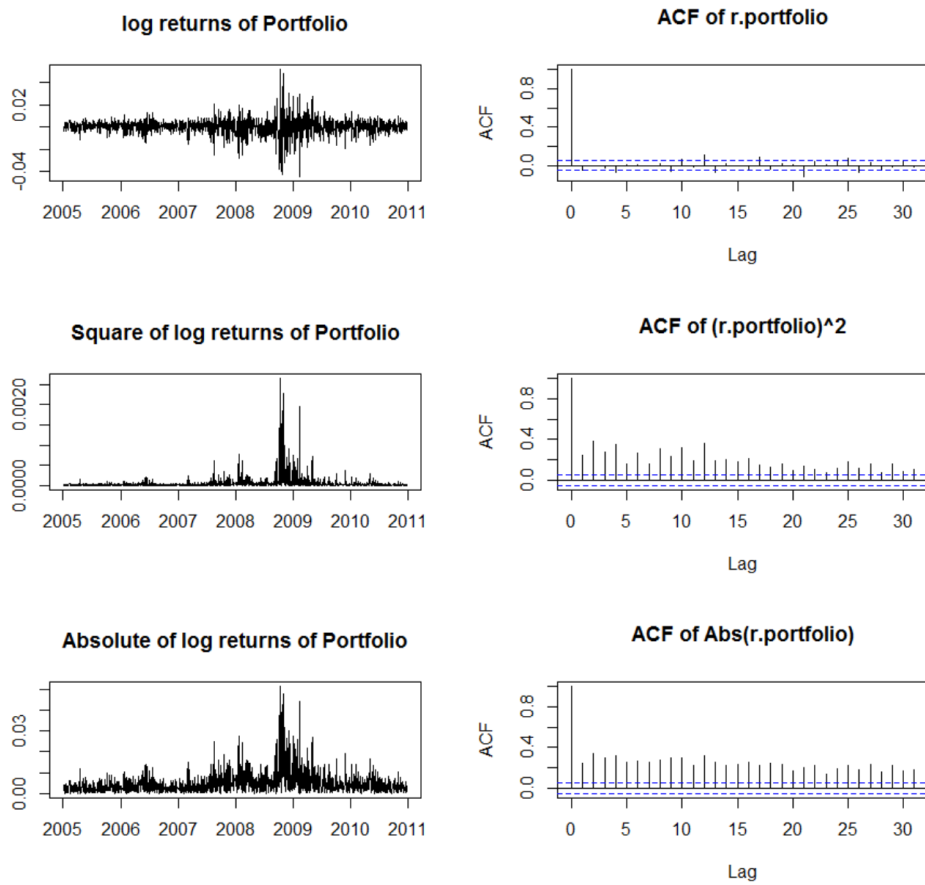 log returns of Portfolio
0.02
-0.04
2005 2006 2007 2008 2009 2010 2011
ACF of r.portfolio
ACF
0.8
0.4
0.0
0 5 10 15 20 25 30
Lag
Square of log returns of Portfolio
0.0020
0.0000
2005 2006 2007 2008 2009 2010 2011
ACF of (r.portfolio)^2
ACF
0.8
0.4
0.0
0 5 10 15 20 25 30
Lag
Absolute of log returns of Portfolio
0.03
0.00
2005 2006 2007 2008 2009 2010 2011
ACF of Abs(r.portfolio)
ACF
0.8
0.4
0.0
0 5 10 15 20 25 30
Lag